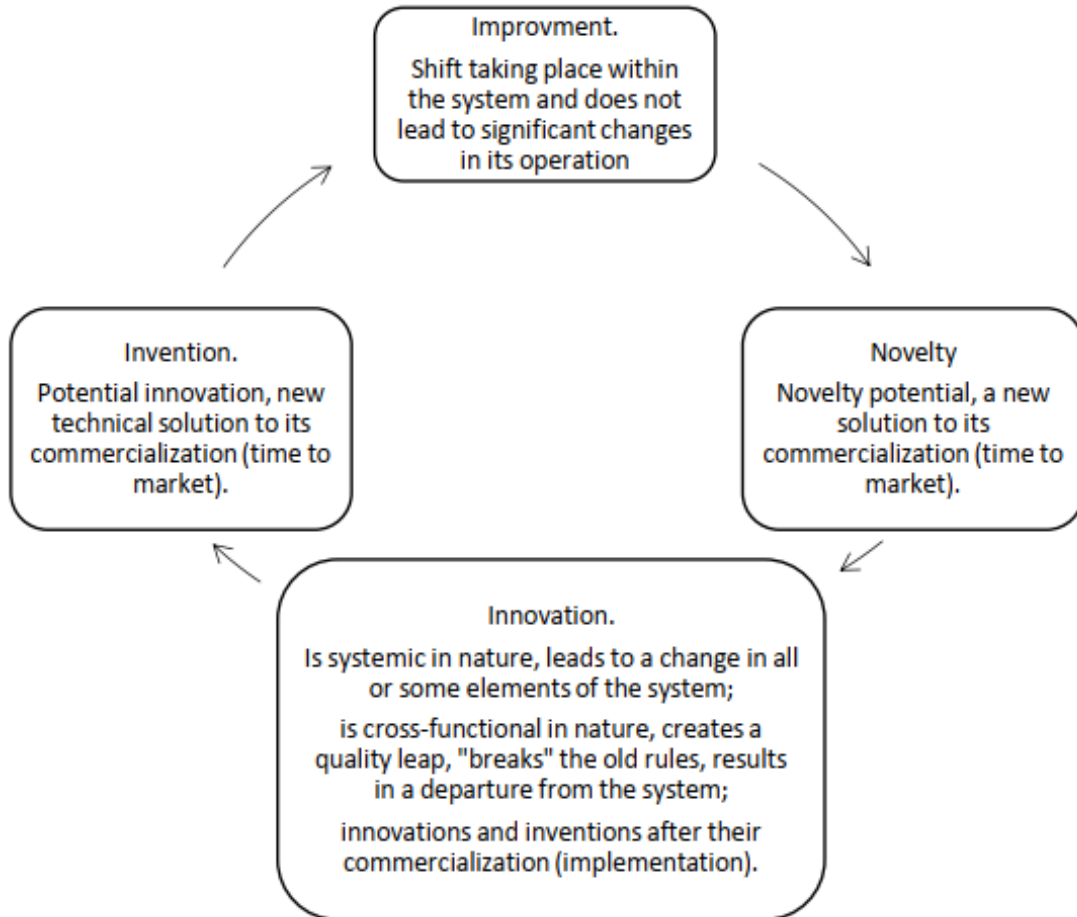 Improvment.
Shift taking place within
the system and does not
lead to significant changes
in its operation
Invention.
Potential innovation, new
technical solution to its
commercialization (time to
market).
Novelty
Novelty potential, a new
solution to its
commercialization (time to
market).
Innovation.
Is systemic in nature, leads to a change in all
or some elements of the system;
is cross-functional in nature, creates a
quality leap, "breaks" the old rules, results
in a departure from the system;
innovations and inventions after their
commercialization (implementation).